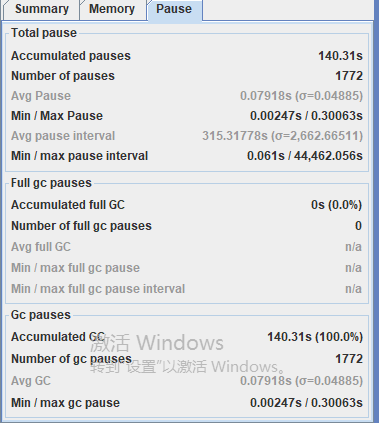 Summary Memory Pause
Total pause
Accumulated pauses 140.31s
Number of pauses 1772
Avg Pause 0.07918s (σ=0.04885)
Min / Max Pause 0.00247s / 0.30063s
Avg pause interval 315.31778s (σ=2,662.66511)
Min / max pause interval 0.061s / 44,462.056s
Full gc pauses
Accumulated full GC 0s (0.0%)
Number of full gc pauses 0
Avg full GC n/a
Min / max full gc pause n/a
Min / max full gc pause interval n/a
Gc pauses
Accumulated GC 140.31s (100.0%)
激活 Windows
Number of gc pauses 1772
转到"设置"以激活 Windows。
Avg GC 0.07918s (σ=0.04885)
Min / max gc pause 0.00247s / 0.30063s